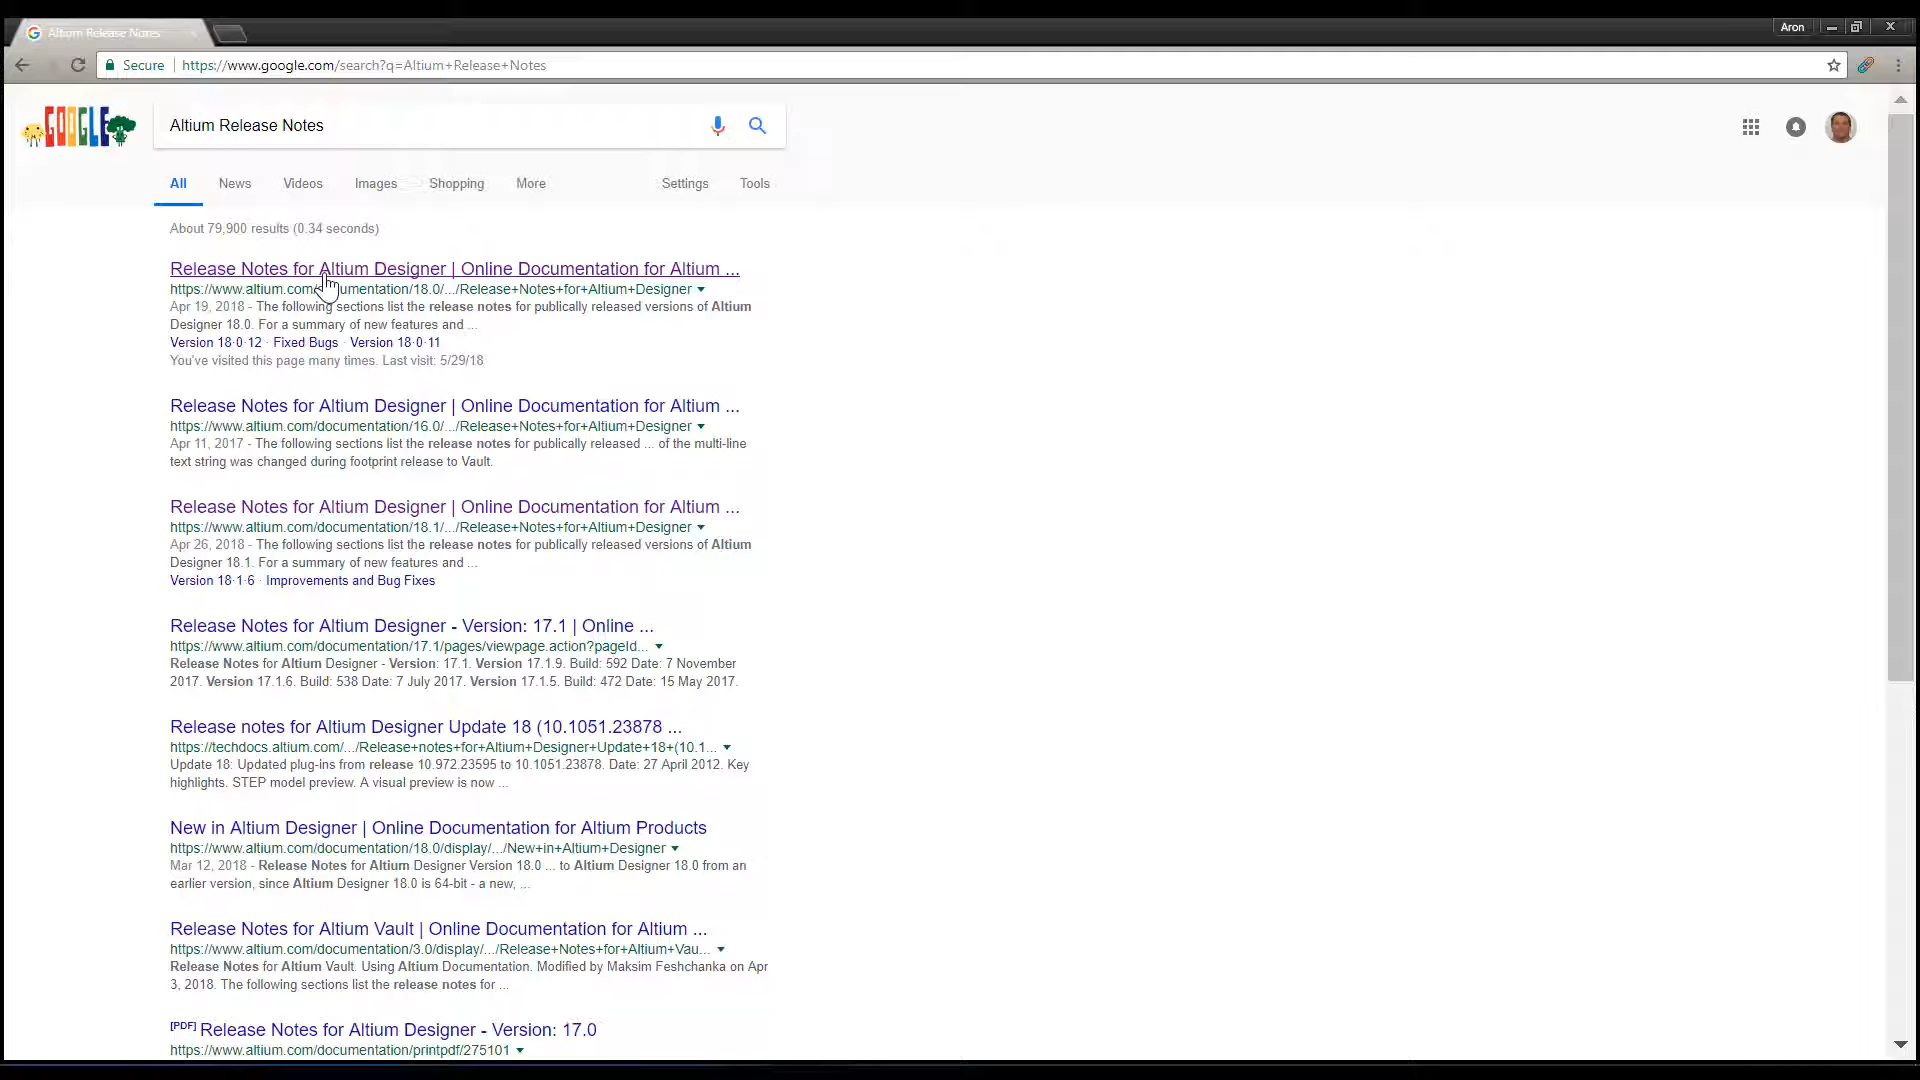 Altium Release Notes
Aron
Secure
https://www.google.com/search?q=Altium+Release+Notes
GOOGLE
Altium Release Notes
All
News
Videos
Images
Shopping
More
Settings
Tools
About 79,900 results (0.34 seconds)
Release Notes for Altium Designer | Online Documentation for Altium ...
https://www.altium.com/documentation/18.0/.../Release+Notes+for+Altium+Designer
Apr 19, 2018 - The following sections list the release notes for publically released versions of Altium
Designer 18.0. For a summary of new features and ...
Version 18·0·12 · Fixed Bugs · Version 18·0·11
You've visited this page many times. Last visit: 5/29/18
Release Notes for Altium Designer | Online Documentation for Altium ...
https://www.altium.com/documentation/16.0/.../Release+Notes+for+Altium+Designer
Apr 11, 2017 - The following sections list the release notes for publically released ... of the multi-line
text string was changed during footprint release to Vault.
Release Notes for Altium Designer | Online Documentation for Altium ...
https://www.altium.com/documentation/18.1/.../Release+Notes+for+Altium+Designer
Apr 26, 2018 - The following sections list the release notes for publically released versions of Altium
Designer 18.1. For a summary of new features and ...
Version 18·1·6 · Improvements and Bug Fixes
Release Notes for Altium Designer - Version: 17.1 | Online ...
https://www.altium.com/documentation/17.1/pages/viewpage.action?pageId...
Release Notes for Altium Designer - Version: 17.1. Version 17.1.9. Build: 592 Date: 7 November
2017. Version 17.1.6. Build: 538 Date: 7 July 2017. Version 17.1.5. Build: 472 Date: 15 May 2017.
Release notes for Altium Designer Update 18 (10.1051.23878 ...
https://techdocs.altium.com/.../Release+notes+for+Altium+Designer+Update+18+(10.1...
Update 18: Updated plug-ins from release 10.972.23595 to 10.1051.23878. Date: 27 April 2012. Key
highlights. STEP model preview. A visual preview is now ...
New in Altium Designer | Online Documentation for Altium Products
https://www.altium.com/documentation/18.0/display/.../New+in+Altium+Designer
Mar 12, 2018 - Release Notes for Altium Designer Version 18.0 ... to Altium Designer 18.0 from an
earlier version, since Altium Designer 18.0 is 64-bit - a new, ...
Release Notes for Altium Vault | Online Documentation for Altium ...
https://www.altium.com/documentation/3.0/display/.../Release+Notes+for+Altium+Vau...
Release Notes for Altium Vault. Using Altium Documentation. Modified by Maksim Feshchanka on Apr
3, 2018. The following sections list the release notes for ...
[PDF] Release Notes for Altium Designer - Version: 17.0
https://www.altium.com/documentation/printpdf/275101